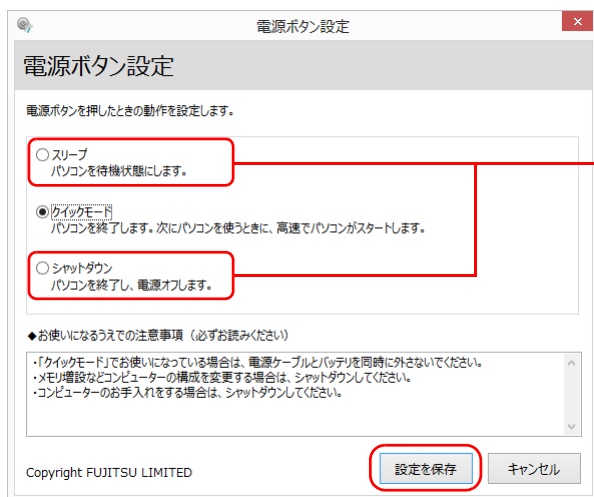 電源ボタン設定
電源ボタン設定
電源ボタンを押したときの動作を設定します。
スリープ
パソコンを待機状態にします。
クイックモード
パソコンを終了します。次にパソコンを使うときに、高速でパソコンがスタートします。
シャットダウン
パソコンを終了し、電源オフします。
◆お使いになるうえでの注意事項（必ずお読みください）
・「クイックモード」でお使いになっている場合は、電源ケーブルとバッテリを同時に外さないでください。
・メモリ増設などコンピューターの構成を変更する場合は、シャットダウンしてください。
・コンピューターのお手入れをする場合は、シャットダウンしてください。
Copyright FUJITSU LIMITED
設定を保存
キャンセル